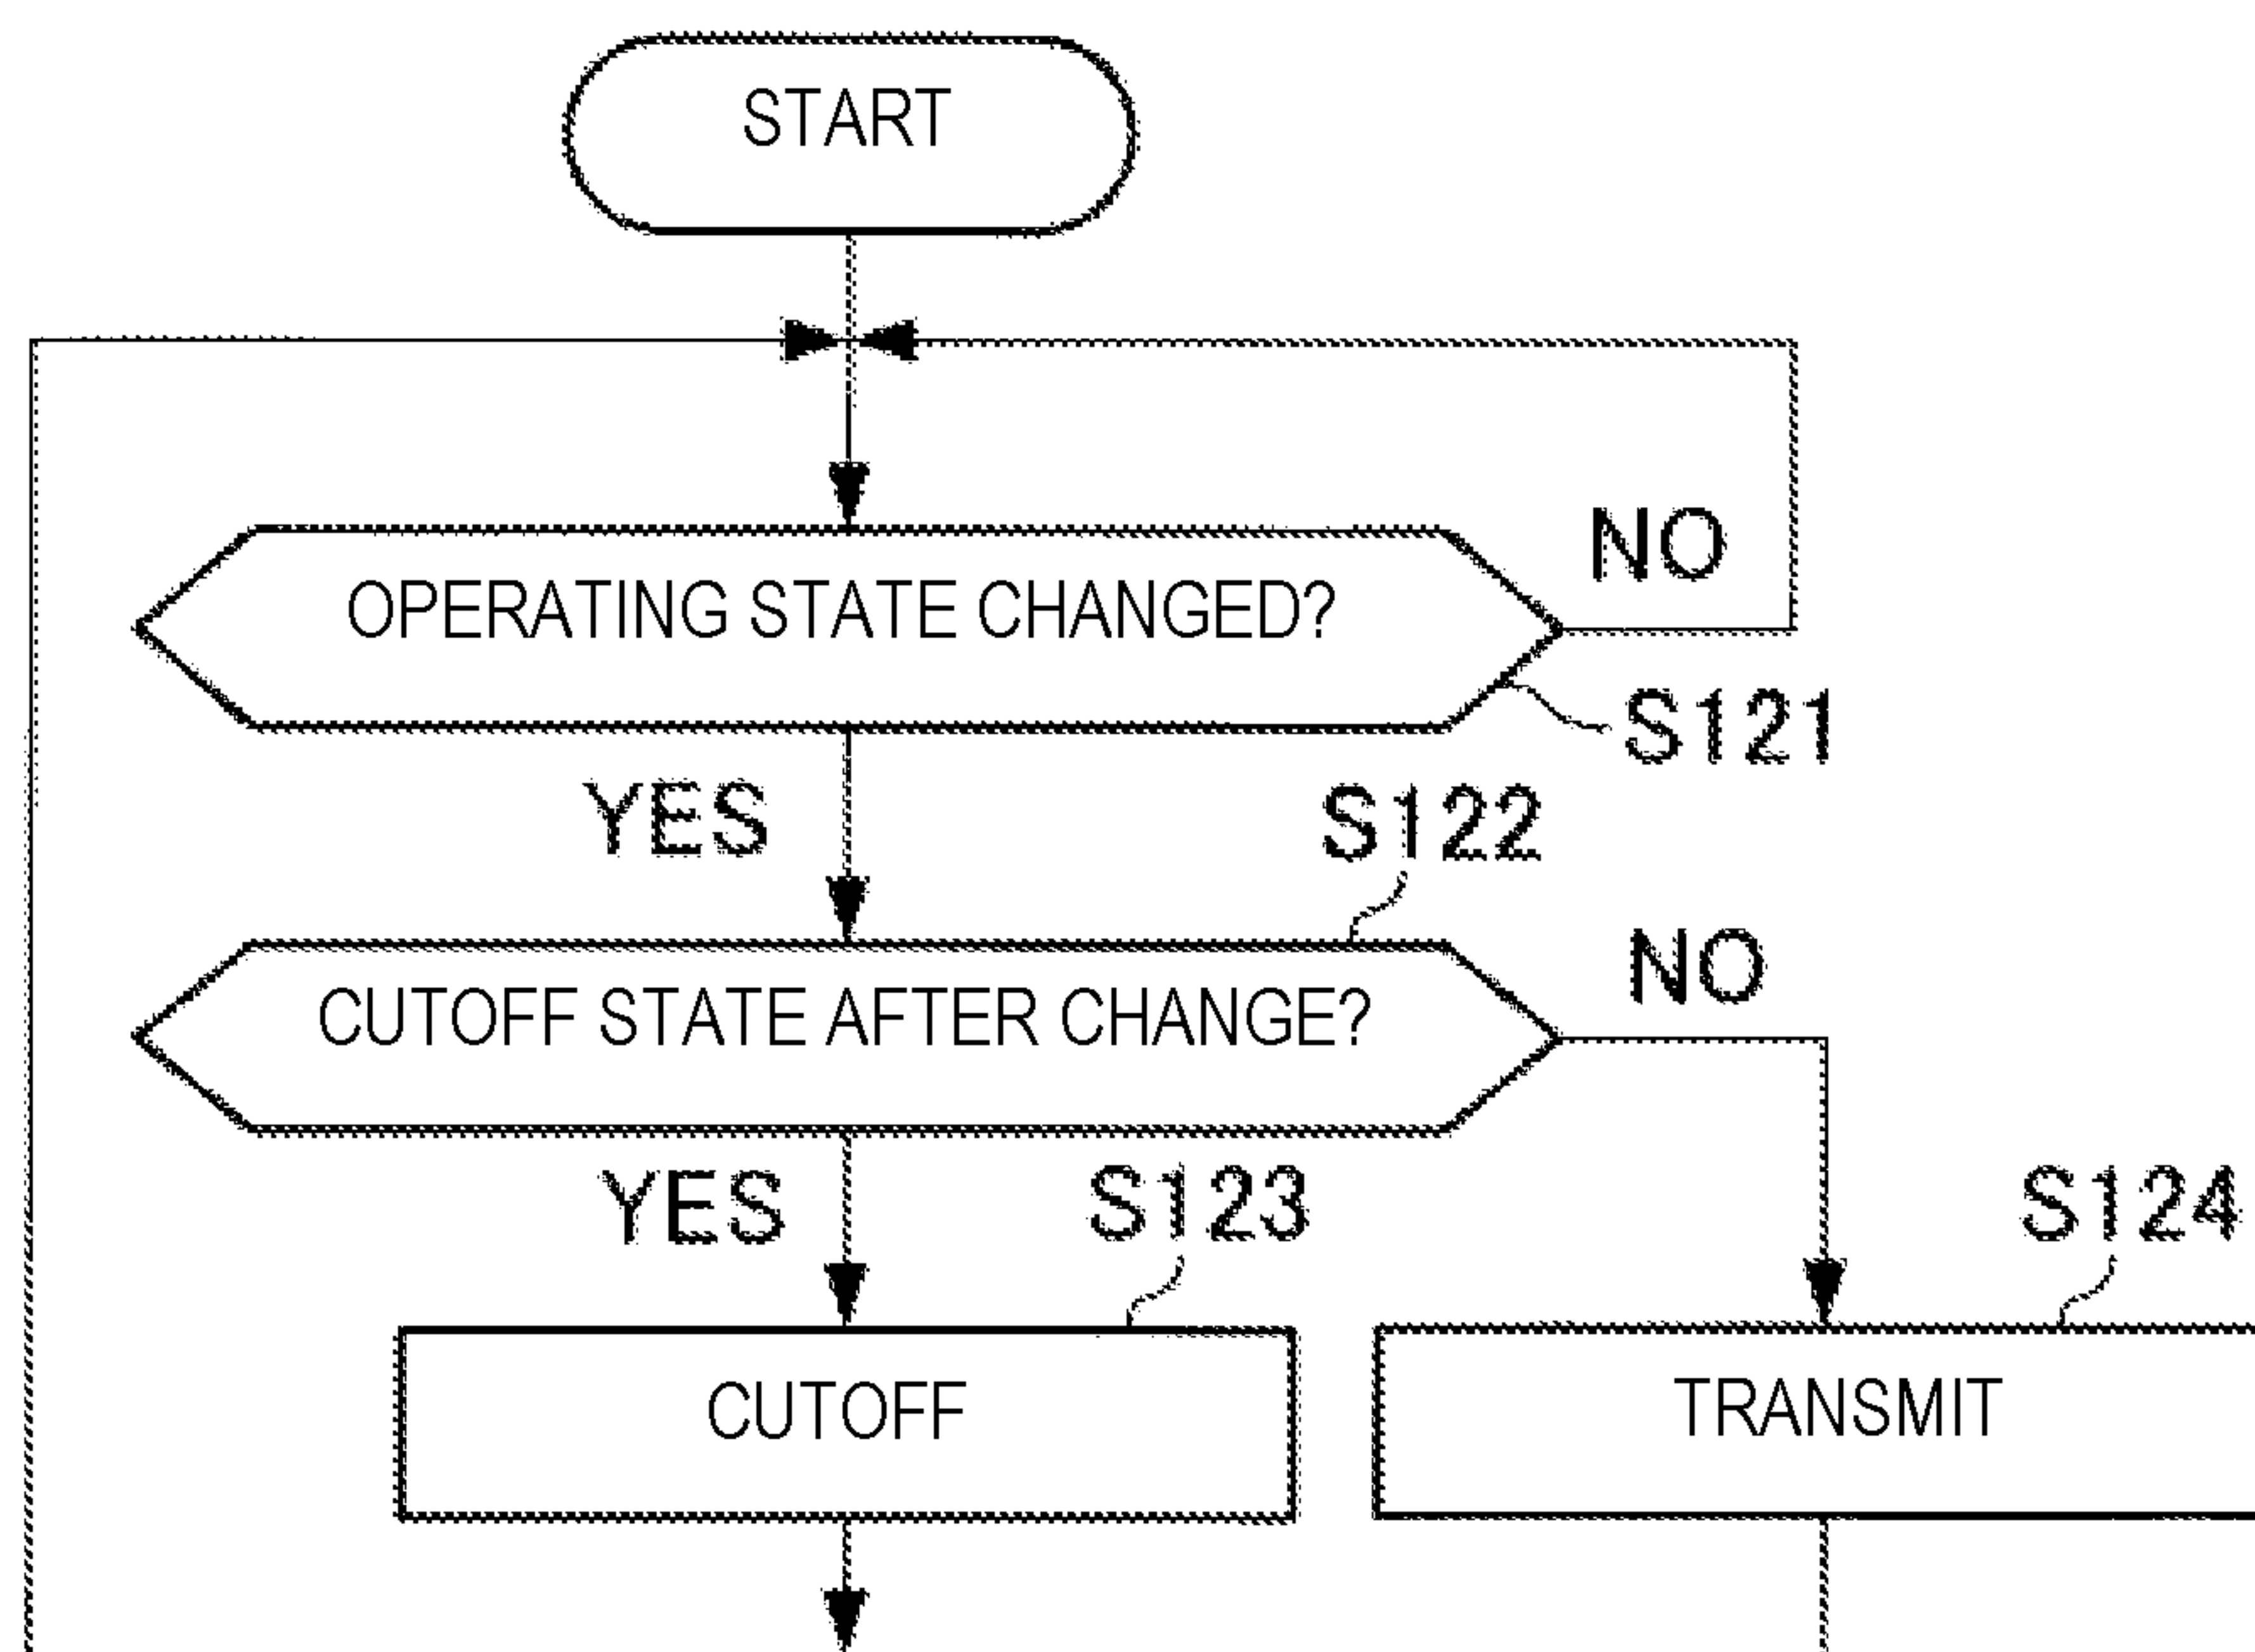 START
OPERATING STATE CHANGED?
NO
S121
YES
S122
CUTOFF STATE AFTER CHANGE?
NO
YES
S123
S124
CUTOFF
TRANSMIT